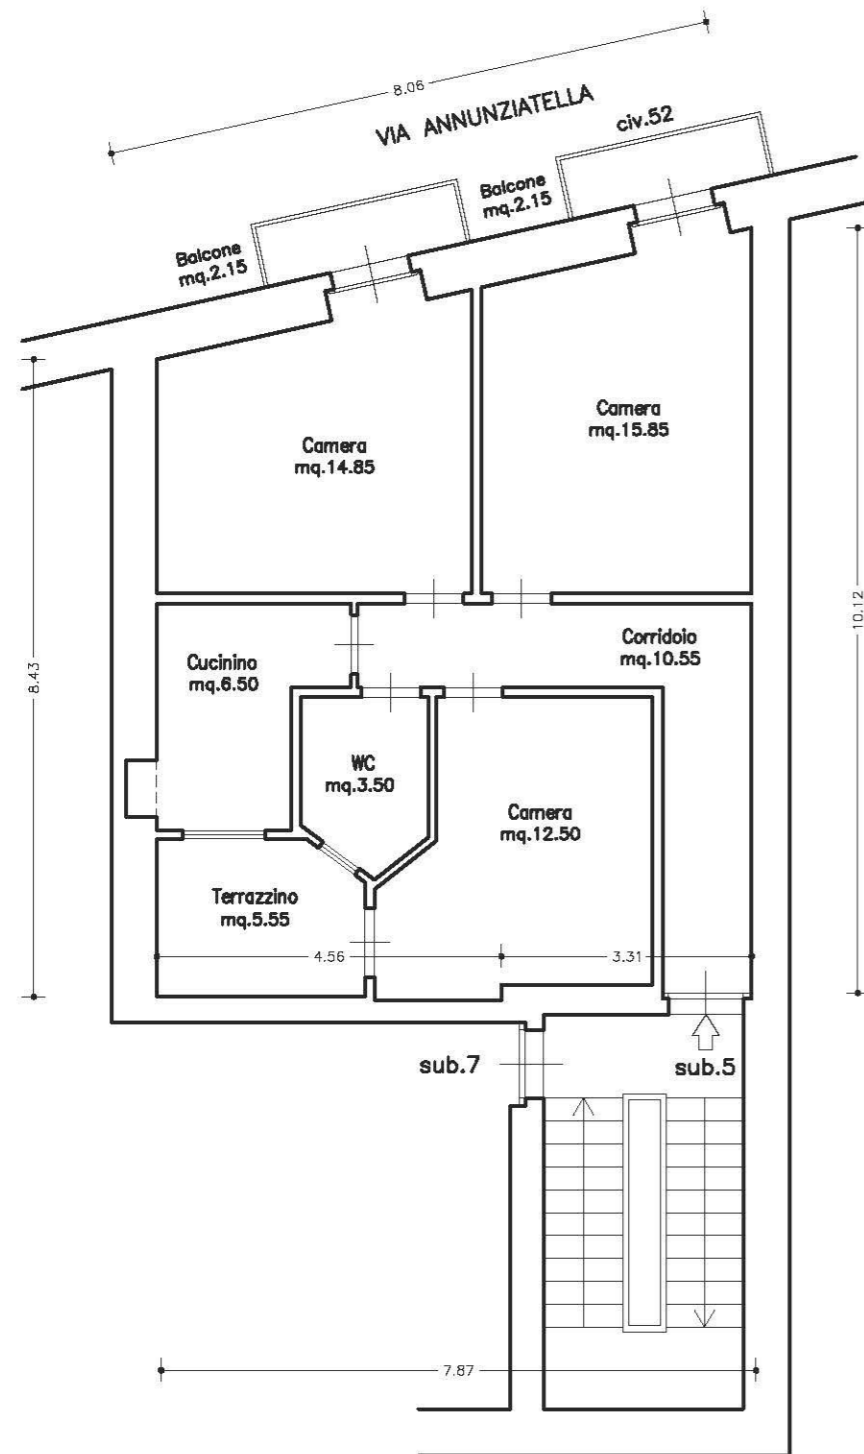 8.06
VIA ANNUNZIATELLA
civ.52
Balcone
mq.2.15
Balcone
mq.2.15
Camera
mq.15.85
Camera
mq.14.85
10.12
8.43
Corridoio
mq.10.55
Cucinino
mq.6.50
WC
mq.3.50
Camera
mq.12.50
Terrazzino
mq.5.55
4.56
3.31
sub.7
sub.5
7.87